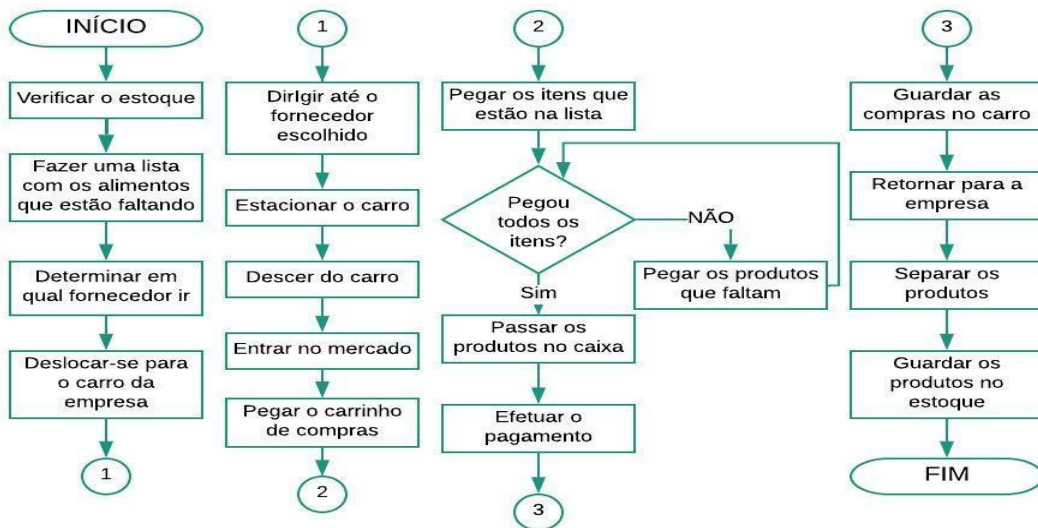 INÍCIO
Verificar o estoque
Fazer uma lista
com os alimentos
que estão faltando
Determinar em
qual fornecedor ir
Deslocar-se para
o carro da
empresa
1
1
DirIgir até o
fornecedor
escolhido
Estacionar o carro
Descer do carro
Entrar no mercado
Pegar o carrinho
de compras
2
2
Pegar os itens que
estão na lista
Pegou
todos os
itens?
NÃO
Pegar os produtos
que faltam
Sim
Passar os
produtos no caixa
Efetuar o
pagamento
3
3
Guardar as
compras no carro
Retornar para a
empresa
Separar os
produtos
Guardar os
produtos no
estoque
FIM